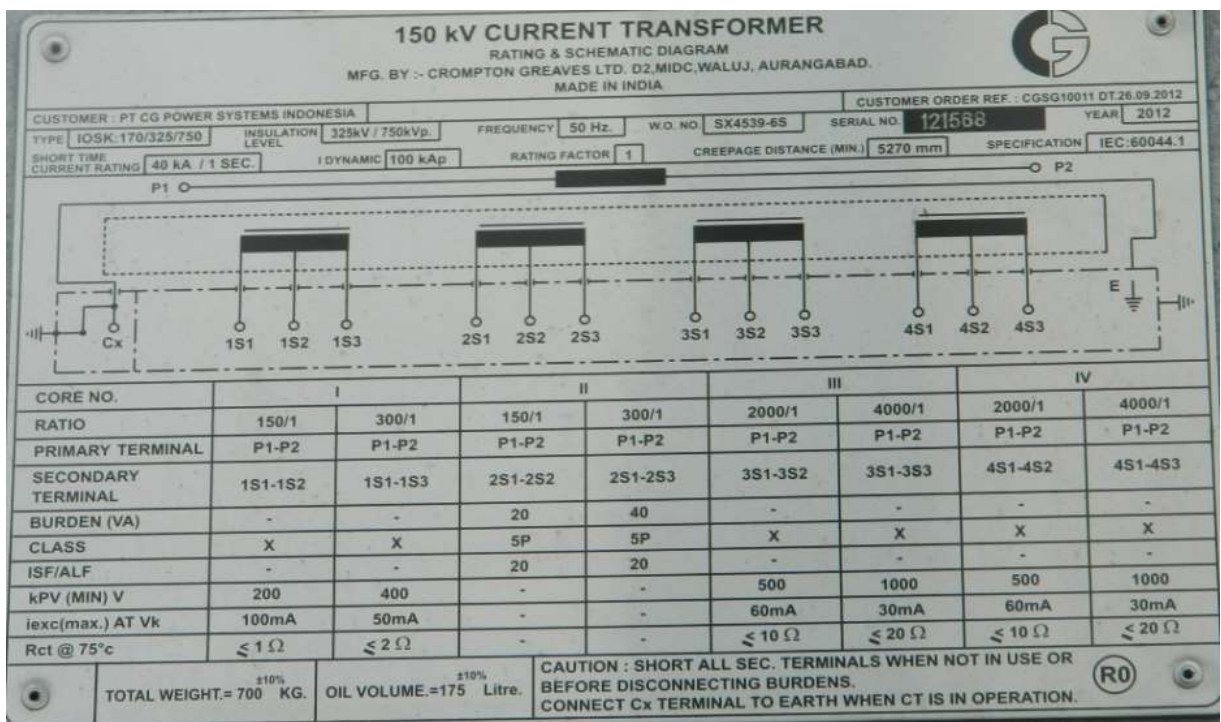 150 kV CURRENT TRANSFORMER
RATING & SCHEMATIC DIAGRAM
MFG. BY :- CROMPTON GREAVES LTD. D2,MIDC,WALUJ, AURANGABAD.
MADE IN INDIA
CUSTOMER : PT CG POWER SYSTEMS INDONESIA CUSTOMER ORDER REF. : CGSG10011 DT.26.09.2012
TYPE IOSK:170/325/750 INSULATION LEVEL 325kV / 750kVp. FREQUENCY 50 Hz. W.O. NO. SX4539-6S SERIAL NO. 121568 YEAR 2012
SHORT TIME CURRENT RATING 40 kA / 1 SEC. I DYNAMIC 100 kAp RATING FACTOR 1 CREEPAGE DISTANCE (MIN.) 5270 mm SPECIFICATION IEC:60044.1
P1 P2
E
Cx 1S1 1S2 1S3 2S1 2S2 2S3 3S1 3S2 3S3 4S1 4S2 4S3
CORE NO. I II III IV
RATIO 150/1 300/1 150/1 300/1 2000/1 4000/1 2000/1 4000/1
PRIMARY TERMINAL P1-P2 P1-P2 P1-P2 P1-P2 P1-P2 P1-P2 P1-P2 P1-P2
SECONDARY TERMINAL 1S1-1S2 1S1-1S3 2S1-2S2 2S1-2S3 3S1-3S2 3S1-3S3 4S1-4S2 4S1-4S3
BURDEN (VA) - - 20 40 - - - -
CLASS X X 5P 5P X X X X
ISF/ALF - - 20 20 - - - -
kPV (MIN) V 200 400 - - 500 1000 500 1000
iexc(max.) AT Vk 100mA 50mA - - 60mA 30mA 60mA 30mA
Rct @ 75°c ≤ 1 Ω ≤ 2 Ω - - ≤ 10 Ω ≤ 20 Ω ≤ 10 Ω ≤ 20 Ω
TOTAL WEIGHT.= 700 ±10% KG. OIL VOLUME.=175 ±10% Litre.
CAUTION : SHORT ALL SEC. TERMINALS WHEN NOT IN USE OR
BEFORE DISCONNECTING BURDENS.
CONNECT Cx TERMINAL TO EARTH WHEN CT IS IN OPERATION.
R0